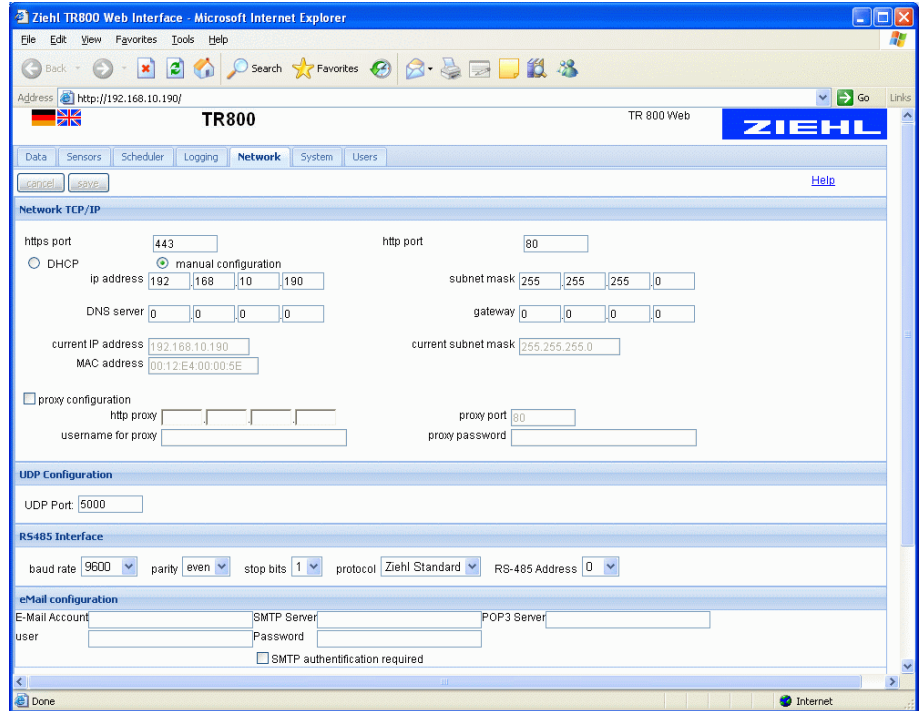 Ziehl TR800 Web Interface - Microsoft Internet Explorer
File Edit View Favorites Tools Help
Back Search Favorites
Address http://192.168.10.190/ Go Links
TR800 TR 800 Web ZIEHL
Data Sensors Scheduler Logging Network System Users
cancel... save... Help
Network TCP/IP
https port 443 http port 80
DHCP manual configuration
ip address 192 .168 .10 .190 subnet mask 255 .255 .255 .0
DNS server 0 .0 .0 .0 gateway 0 .0 .0 .0
current IP address 192.168.10.190 current subnet mask 255.255.255.0
MAC address 00:12:E4:00:00:5E
proxy configuration
http proxy . . . proxy port 80
username for proxy proxy password
UDP Configuration
UDP Port: 5000
RS485 Interface
baud rate 9600 parity even stop bits 1 protocol Ziehl Standard RS-485 Address 0
eMail configuration
E-Mail Account SMTP Server POP3 Server
user Password
SMTP authentification required
Done Internet